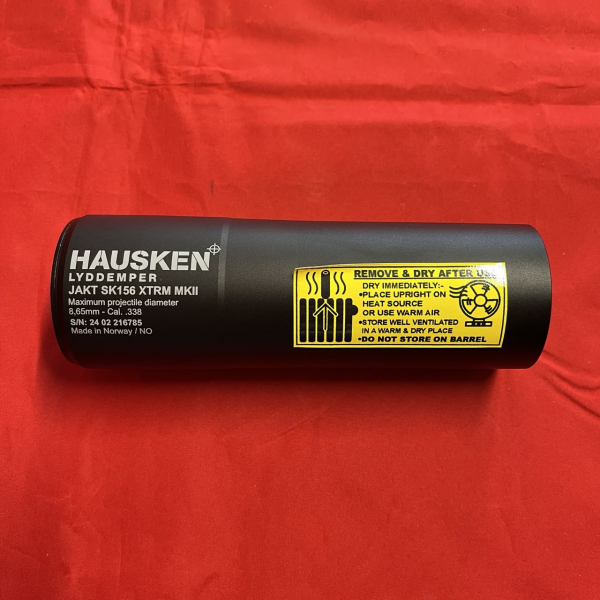 HAUSKEN
LYDDEMPER
JAKT SK156 XTRM MKII
Maximum projectile diameter
8,65mm - Cal. .338
S/N: 24 02 216785
Made in Norway / NO
REMOVE & DRY AFTER USE
DRY IMMEDIATELY:-
•PLACE UPRIGHT ON
HEAT SOURCE
OR USE WARM AIR
•STORE WELL VENTILATED
IN A WARM & DRY PLACE
•DO NOT STORE ON BARREL